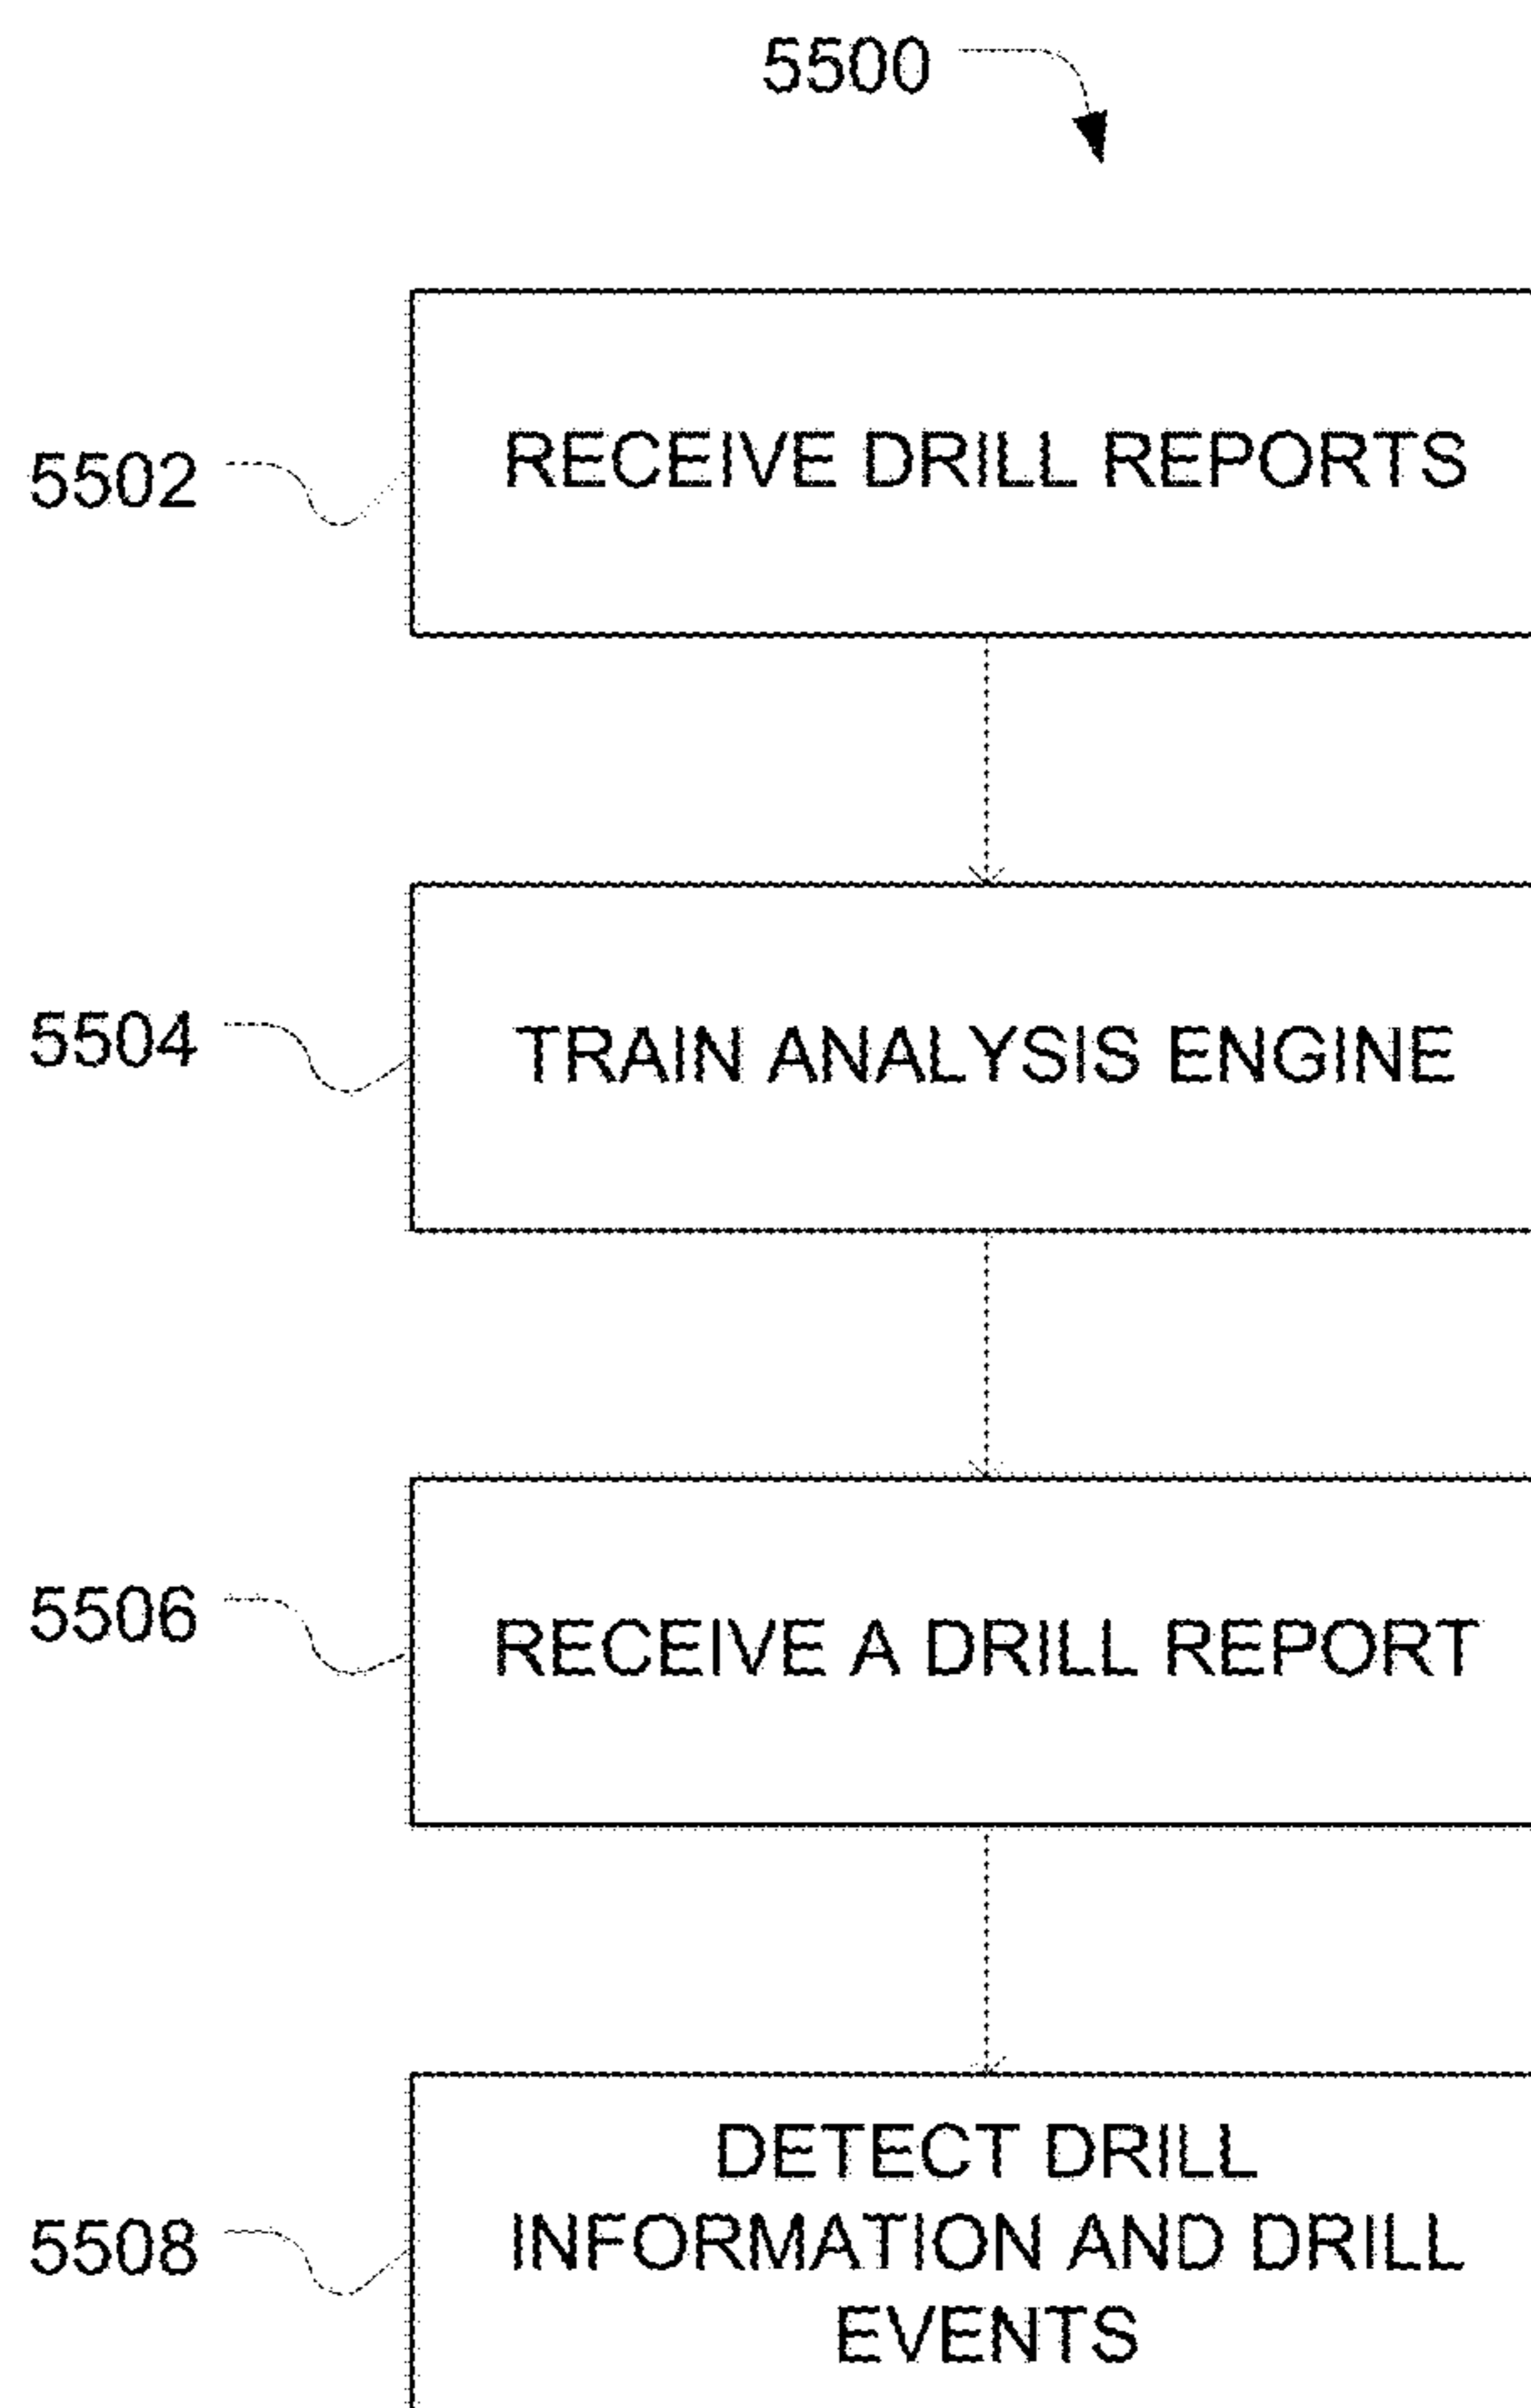 5500
5502
RECEIVE DRILL REPORTS
5504
TRAIN ANALYSIS ENGINE
5506
RECEIVE A DRILL REPORT
5508
DETECT DRILL
INFORMATION AND DRILL
EVENTS